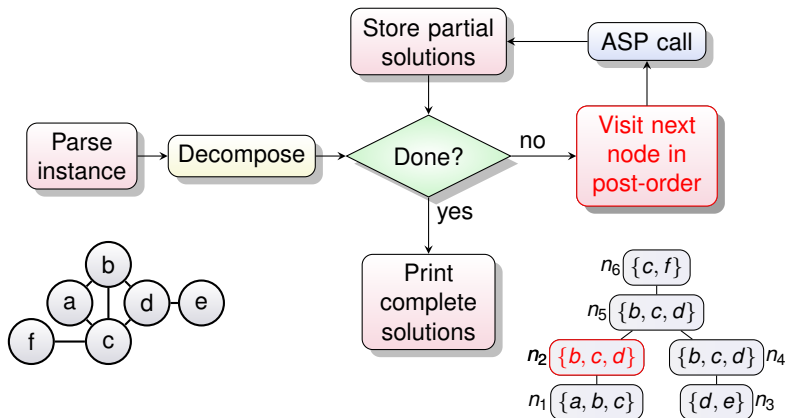 Store partial
solutions
ASP call
Parse
instance
Decompose
Done?
no
Visit next
node in
post-order
yes
Print
complete
solutions
b
a
d
e
f
c
n6 {c, f}
n5 {b, c, d}
n2 {b, c, d}
{b, c, d} n4
n1 {a, b, c}
{d, e} n3